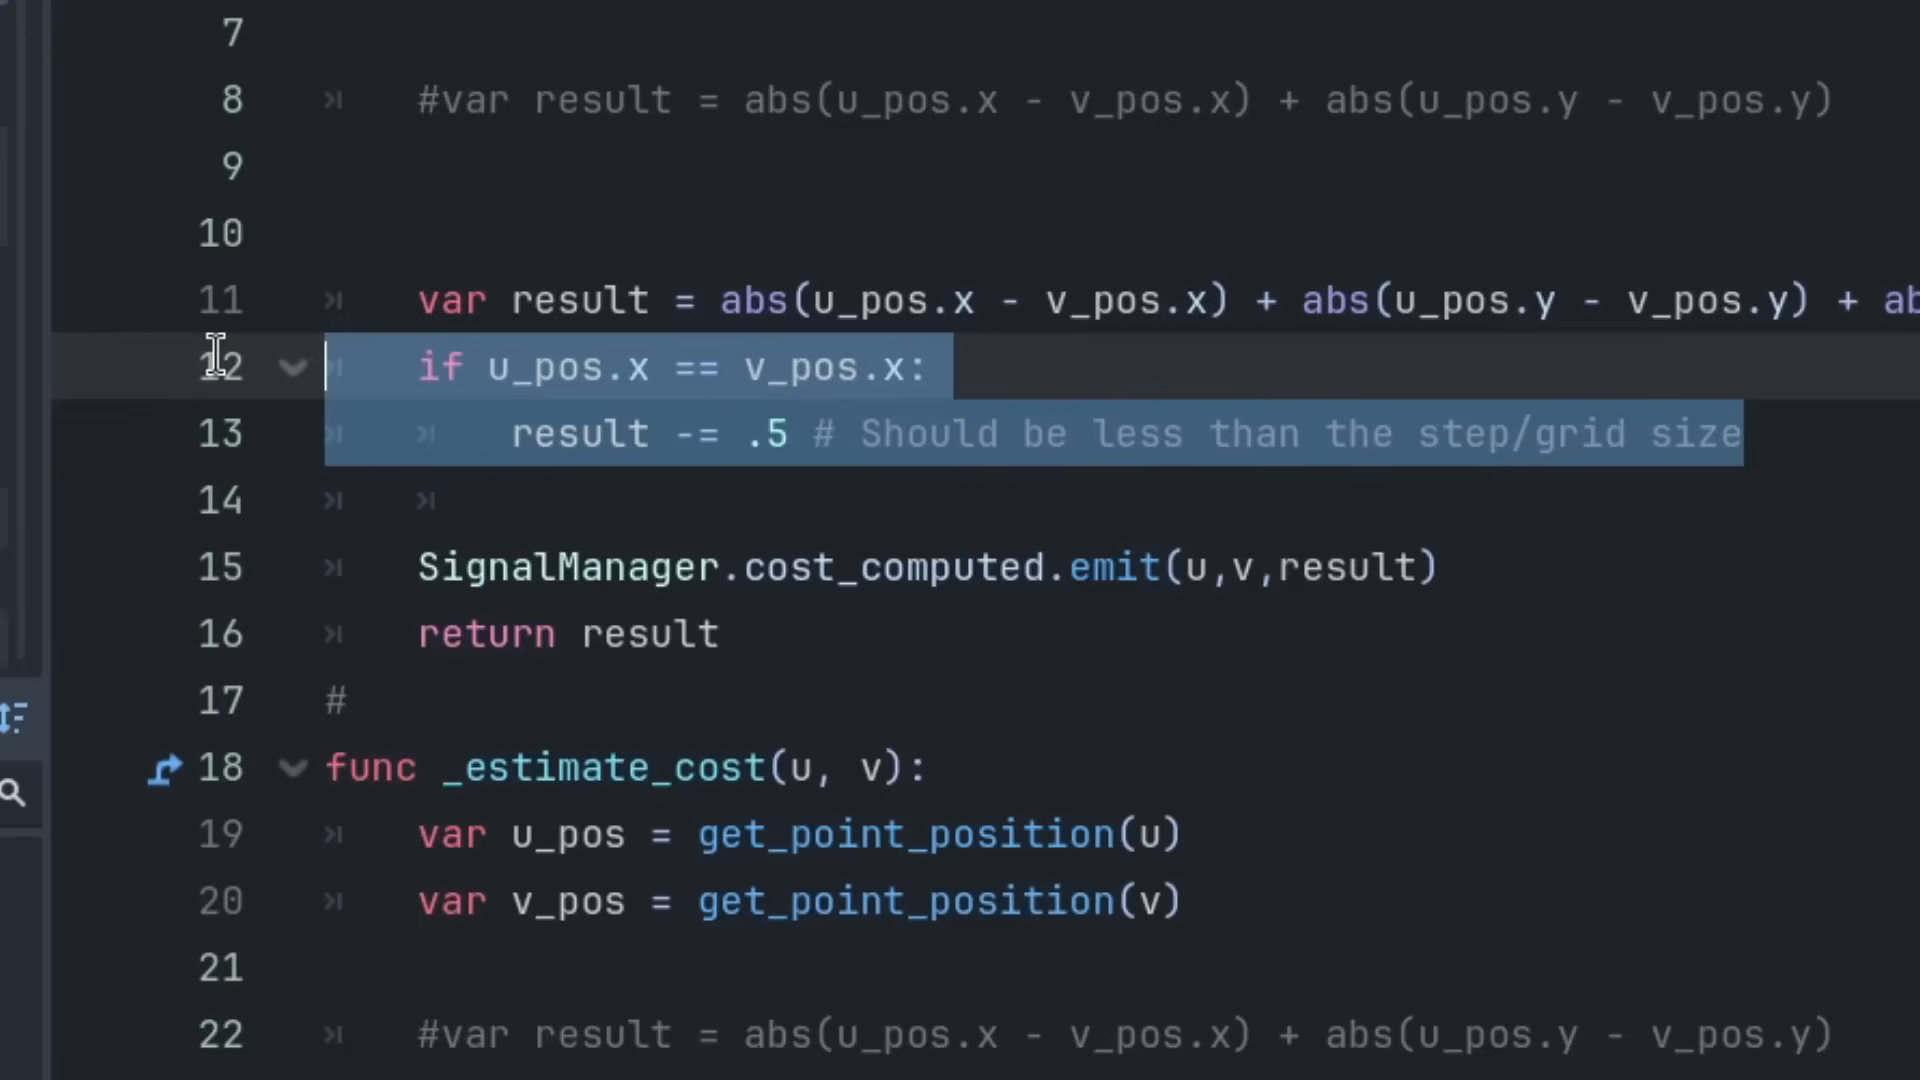 7
8 #var result = abs(u_pos.x - v_pos.x) + abs(u_pos.y - v_pos.y)
9
10
11 var result = abs(u_pos.x - v_pos.x) + abs(u_pos.y - v_pos.y) + ab
12 if u_pos.x == v_pos.x:
13 result -= .5 # Should be less than the step/grid size
14
15 SignalManager.cost_computed.emit(u,v,result)
16 return result
17 #
18 func _estimate_cost(u, v):
19 var u_pos = get_point_position(u)
20 var v_pos = get_point_position(v)
21
22 #var result = abs(u_pos.x - v_pos.x) + abs(u_pos.y - v_pos.y)